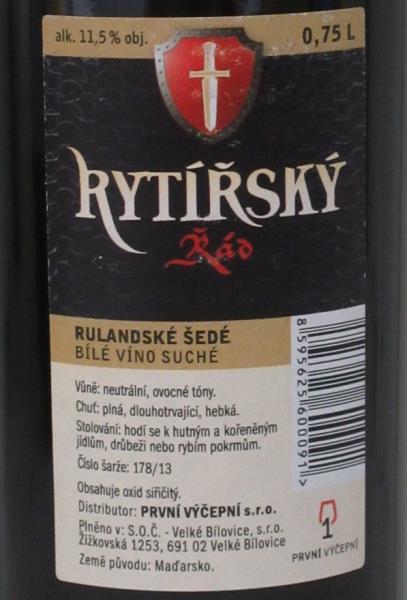 alk. 11,5 % obj.
0,75 L
RYTÍŘSKÝ
Řád
RULANDSKÉ ŠEDÉ
BÍLÉ VÍNO SUCHÉ
Vůně: neutrální, ovocné tóny.
Chuť: plná, dlouhotrvající, hebká.
Stolování: hodí se k hutným a kořeněným
jídlům, drůbeži nebo rybím pokrmům.
Číslo šarže: 178/13
Obsahuje oxid siřičitý.
Distributor: PRVNÍ VÝČEPNÍ s.r.o.
Plněno v: S.O.Č. - Velké Bílovice, s.r.o.
Žižkovská 1253, 691 02 Velké Bílovice
Země původu: Maďarsko.
8595625600091>
1
PRVNÍ VÝČEPNÍ